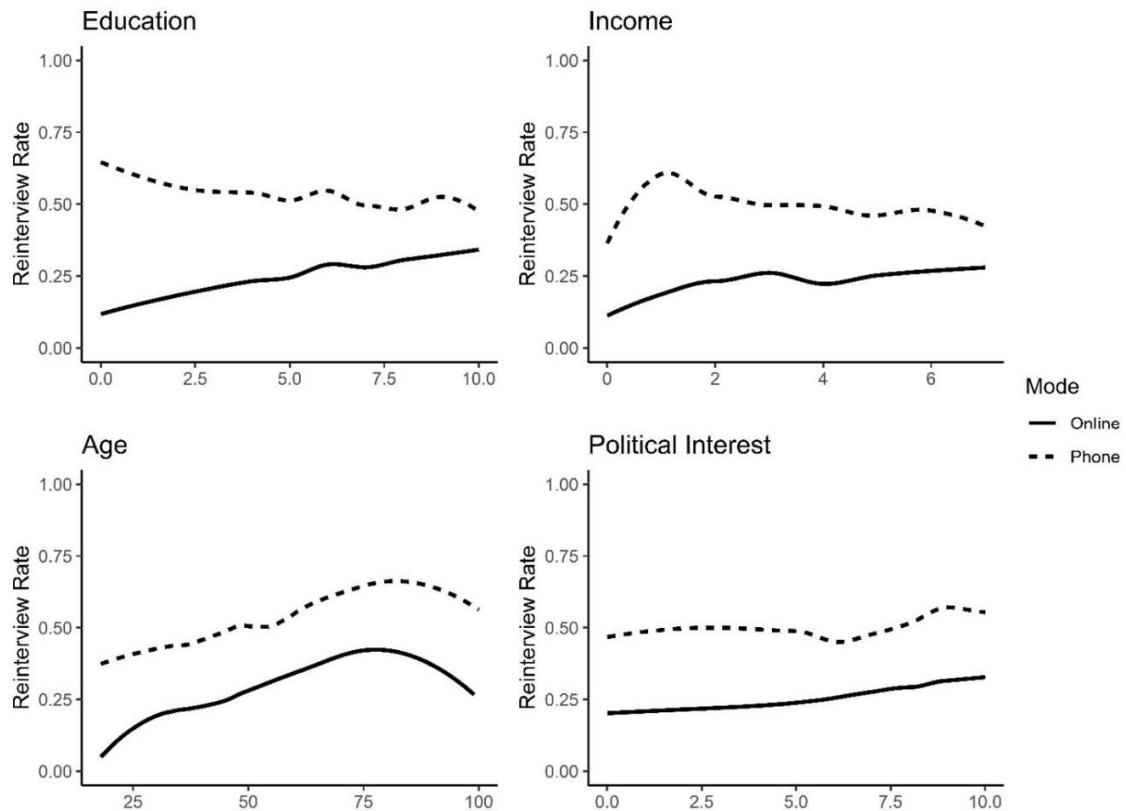 Education
Reinterview Rate
1.00
0.75
0.50
0.25
0.00
0.0 2.5 5.0 7.5 10.0
Income
Reinterview Rate
1.00
0.75
0.50
0.25
0.00
0 2 4 6
Age
Reinterview Rate
1.00
0.75
0.50
0.25
0.00
25 50 75 100
Political Interest
Reinterview Rate
1.00
0.75
0.50
0.25
0.00
0.0 2.5 5.0 7.5 10.0
Mode
Online
Phone